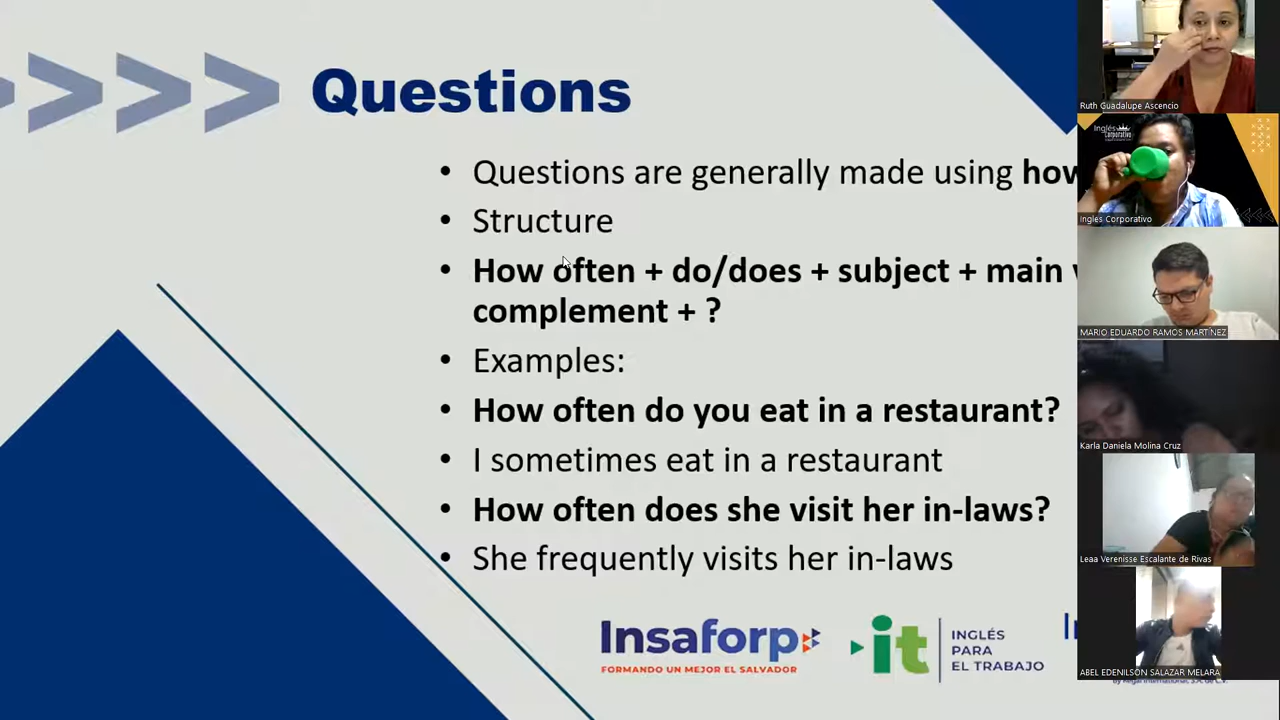 Questions
• Questions are generally made using how
• Structure
• How often + do/does + subject + main
complement + ?
• Examples:
• How often do you eat in a restaurant?
• I sometimes eat in a restaurant
• How often does she visit her in-laws?
• She frequently visits her in-laws
Insaforp
FORMANDO UN MEJOR EL SALVADOR
it
INGLÉS
PARA
EL TRABAJO
Ruth Guadalupe Ascencio
Inglés
Corporativo
Ingles Corporativo
MARIO EDUARDO RAMOS MARTÍNEZ
Karla Daniela Molina Cruz
Leaa Verenisse Escalante de Rivas
ABEL EDENILSON SALAZAR MELARA